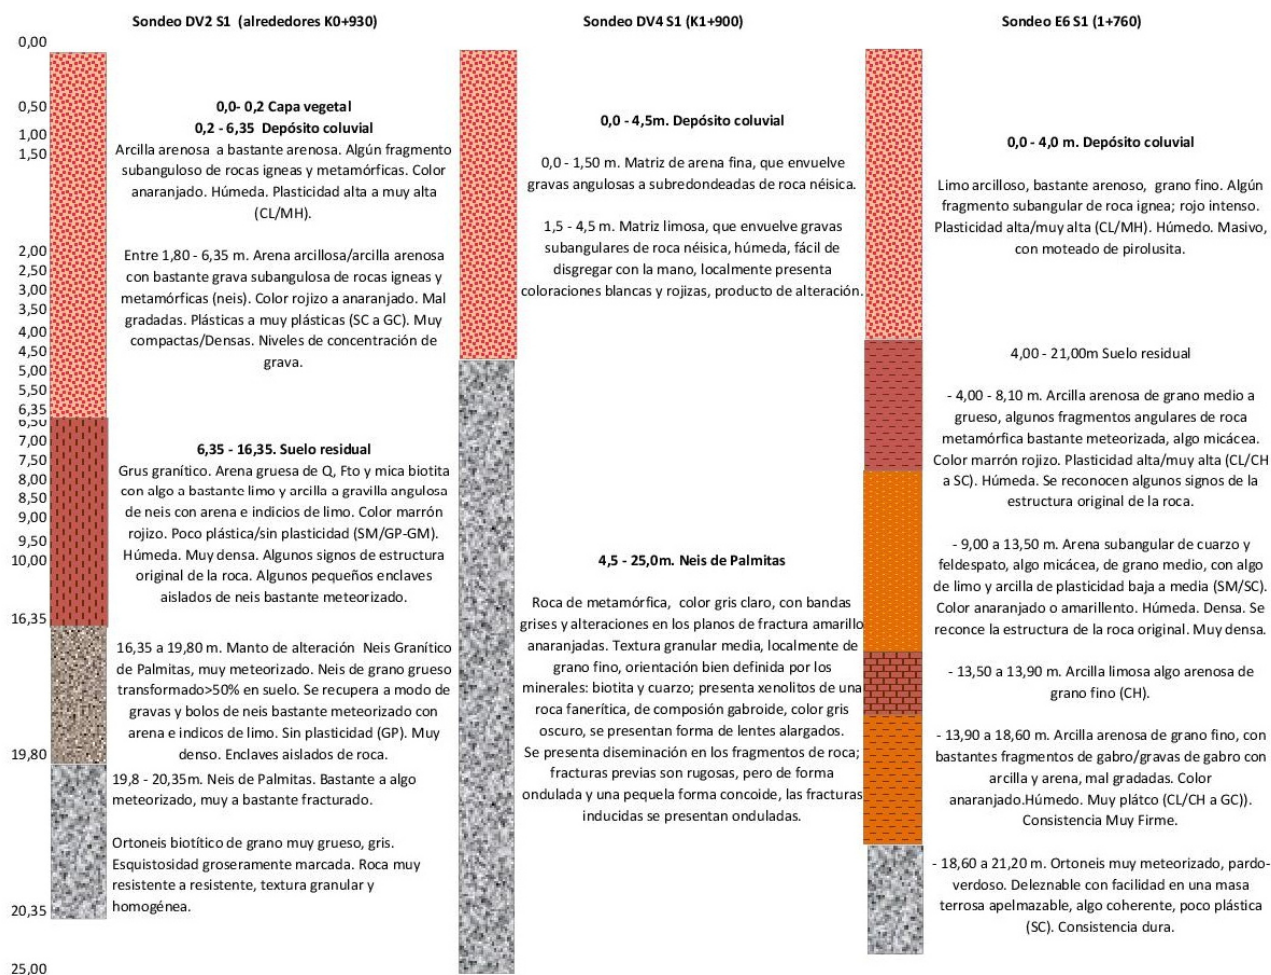 Sondeo DV2 S1  (alrededores K0+930)
0,00
0,50
1,00
1,50
2,00
2,50
3,00
3,50
4,00
4,50
5,00
5,50
6,35
6,50
7,00
7,50
8,00
8,50
9,00
9,50
10,00
16,35
19,80
20,35
25,00
0,0- 0,2 Capa vegetal
0,2 - 6,35  Depósito coluvial
Arcilla arenosa  a bastante arenosa. Algún fragmento
subanguloso de rocas igneas y metamórficas. Color
anaranjado. Húmeda. Plasticidad alta a muy alta
(CL/MH).
Entre 1,80 - 6,35 m. Arena arcillosa/arcilla arenosa
con bastante grava subangulosa de rocas igneas y
metamórficas (neis). Color rojizo a anaranjado. Mal
gradadas. Plásticas a muy plásticas (SC a GC). Muy
compactas/Densas. Niveles de concentración de
grava.
6,35 - 16,35. Suelo residual
Grus granítico. Arena gruesa de Q, Fto y mica biotita
con algo a bastante limo y arcilla a gravilla angulosa
de neis con arena e indicios de limo. Color marrón
rojizo. Poco plástica/sin plasticidad (SM/GP-GM).
Húmeda. Muy densa. Algunos signos de estructura
original de la roca. Algunos pequeños enclaves
aislados de neis bastante meteorizado.
16,35 a 19,80 m. Manto de alteración  Neis Granítico
de Palmitas, muy meteorizado. Neis de grano grueso
transformado>50% en suelo. Se recupera a modo de
gravas y bolos de neis bastante meteorizado con
arena e indicos de limo. Sin plasticidad (GP). Muy
denso. Enclaves aislados de roca.
19,8 - 20,35m. Neis de Palmitas. Bastante a algo
meteorizado, muy a bastante fracturado.
Ortoneis biotítico de grano muy grueso, gris.
Esquistosidad groseramente marcada. Roca muy
resistente a resistente, textura granular y
homogénea.
Sondeo DV4 S1 (K1+900)
0,0 - 4,5m. Depósito coluvial
0,0 - 1,50 m. Matriz de arena fina, que envuelve
gravas angulosas a subredondeadas de roca néisica.
1,5 - 4,5 m. Matriz limosa, que envuelve gravas
subangulares de roca néisica, húmeda, fácil de
disgregar con la mano, localmente presenta
coloraciones blancas y rojizas, producto de alteración.
4,5 - 25,0m. Neis de Palmitas
Roca de metamórfica,  color gris claro, con bandas
grises y alteraciones en los planos de fractura amarillo
anaranjadas. Textura granular media, localmente de
grano fino, orientación bien definida por los
minerales: biotita y cuarzo; presenta xenolitos de una
roca fanerítica, de composión gabroide, color gris
oscuro, se presentan forma de lentes alargados.
Se presenta diseminación en los fragmentos de roca;
fracturas previas son rugosas, pero de forma
ondulada y una pequela forma concoide, las fracturas
inducidas se presentan onduladas.
Sondeo E6 S1 (1+760)
0,0 - 4,0 m. Depósito coluvial
Limo arcilloso, bastante arenoso,  grano fino. Algún
fragmento subangular de roca ignea; rojo intenso.
Plasticidad alta/muy alta (CL/MH). Húmedo. Masivo,
con moteado de pirolusita.
4,00 - 21,00m Suelo residual
- 4,00 - 8,10 m. Arcilla arenosa de grano medio a
grueso, algunos fragmentos angulares de roca
metamórfica bastante meteorizada, algo micácea.
Color marrón rojizo. Plasticidad alta/muy alta (CL/CH
a SC). Húmeda. Se reconocen algunos signos de la
estructura original de la roca.
- 9,00 a 13,50 m. Arena subangular de cuarzo y
feldespato, algo micácea, de grano medio, con algo
de limo y arcilla de plasticidad baja a media (SM/SC).
Color anaranjado o amarillento. Húmeda. Densa. Se
reconce la estructura de la roca original. Muy densa.
- 13,50 a 13,90 m. Arcilla limosa algo arenosa de
grano fino (CH).
- 13,90 a 18,60 m. Arcilla arenosa de grano fino, con
bastantes fragmentos de gabro/gravas de gabro con
arcilla y arena, mal gradadas. Color
anaranjado.Húmedo. Muy plátco (CL/CH a GC)).
Consistencia Muy Firme.
- 18,60 a 21,20 m. Ortoneis muy meteorizado, pardo-
verdoso. Deleznable con facilidad en una masa
terrosa apelmazable, algo coherente, poco plástica
(SC). Consistencia dura.